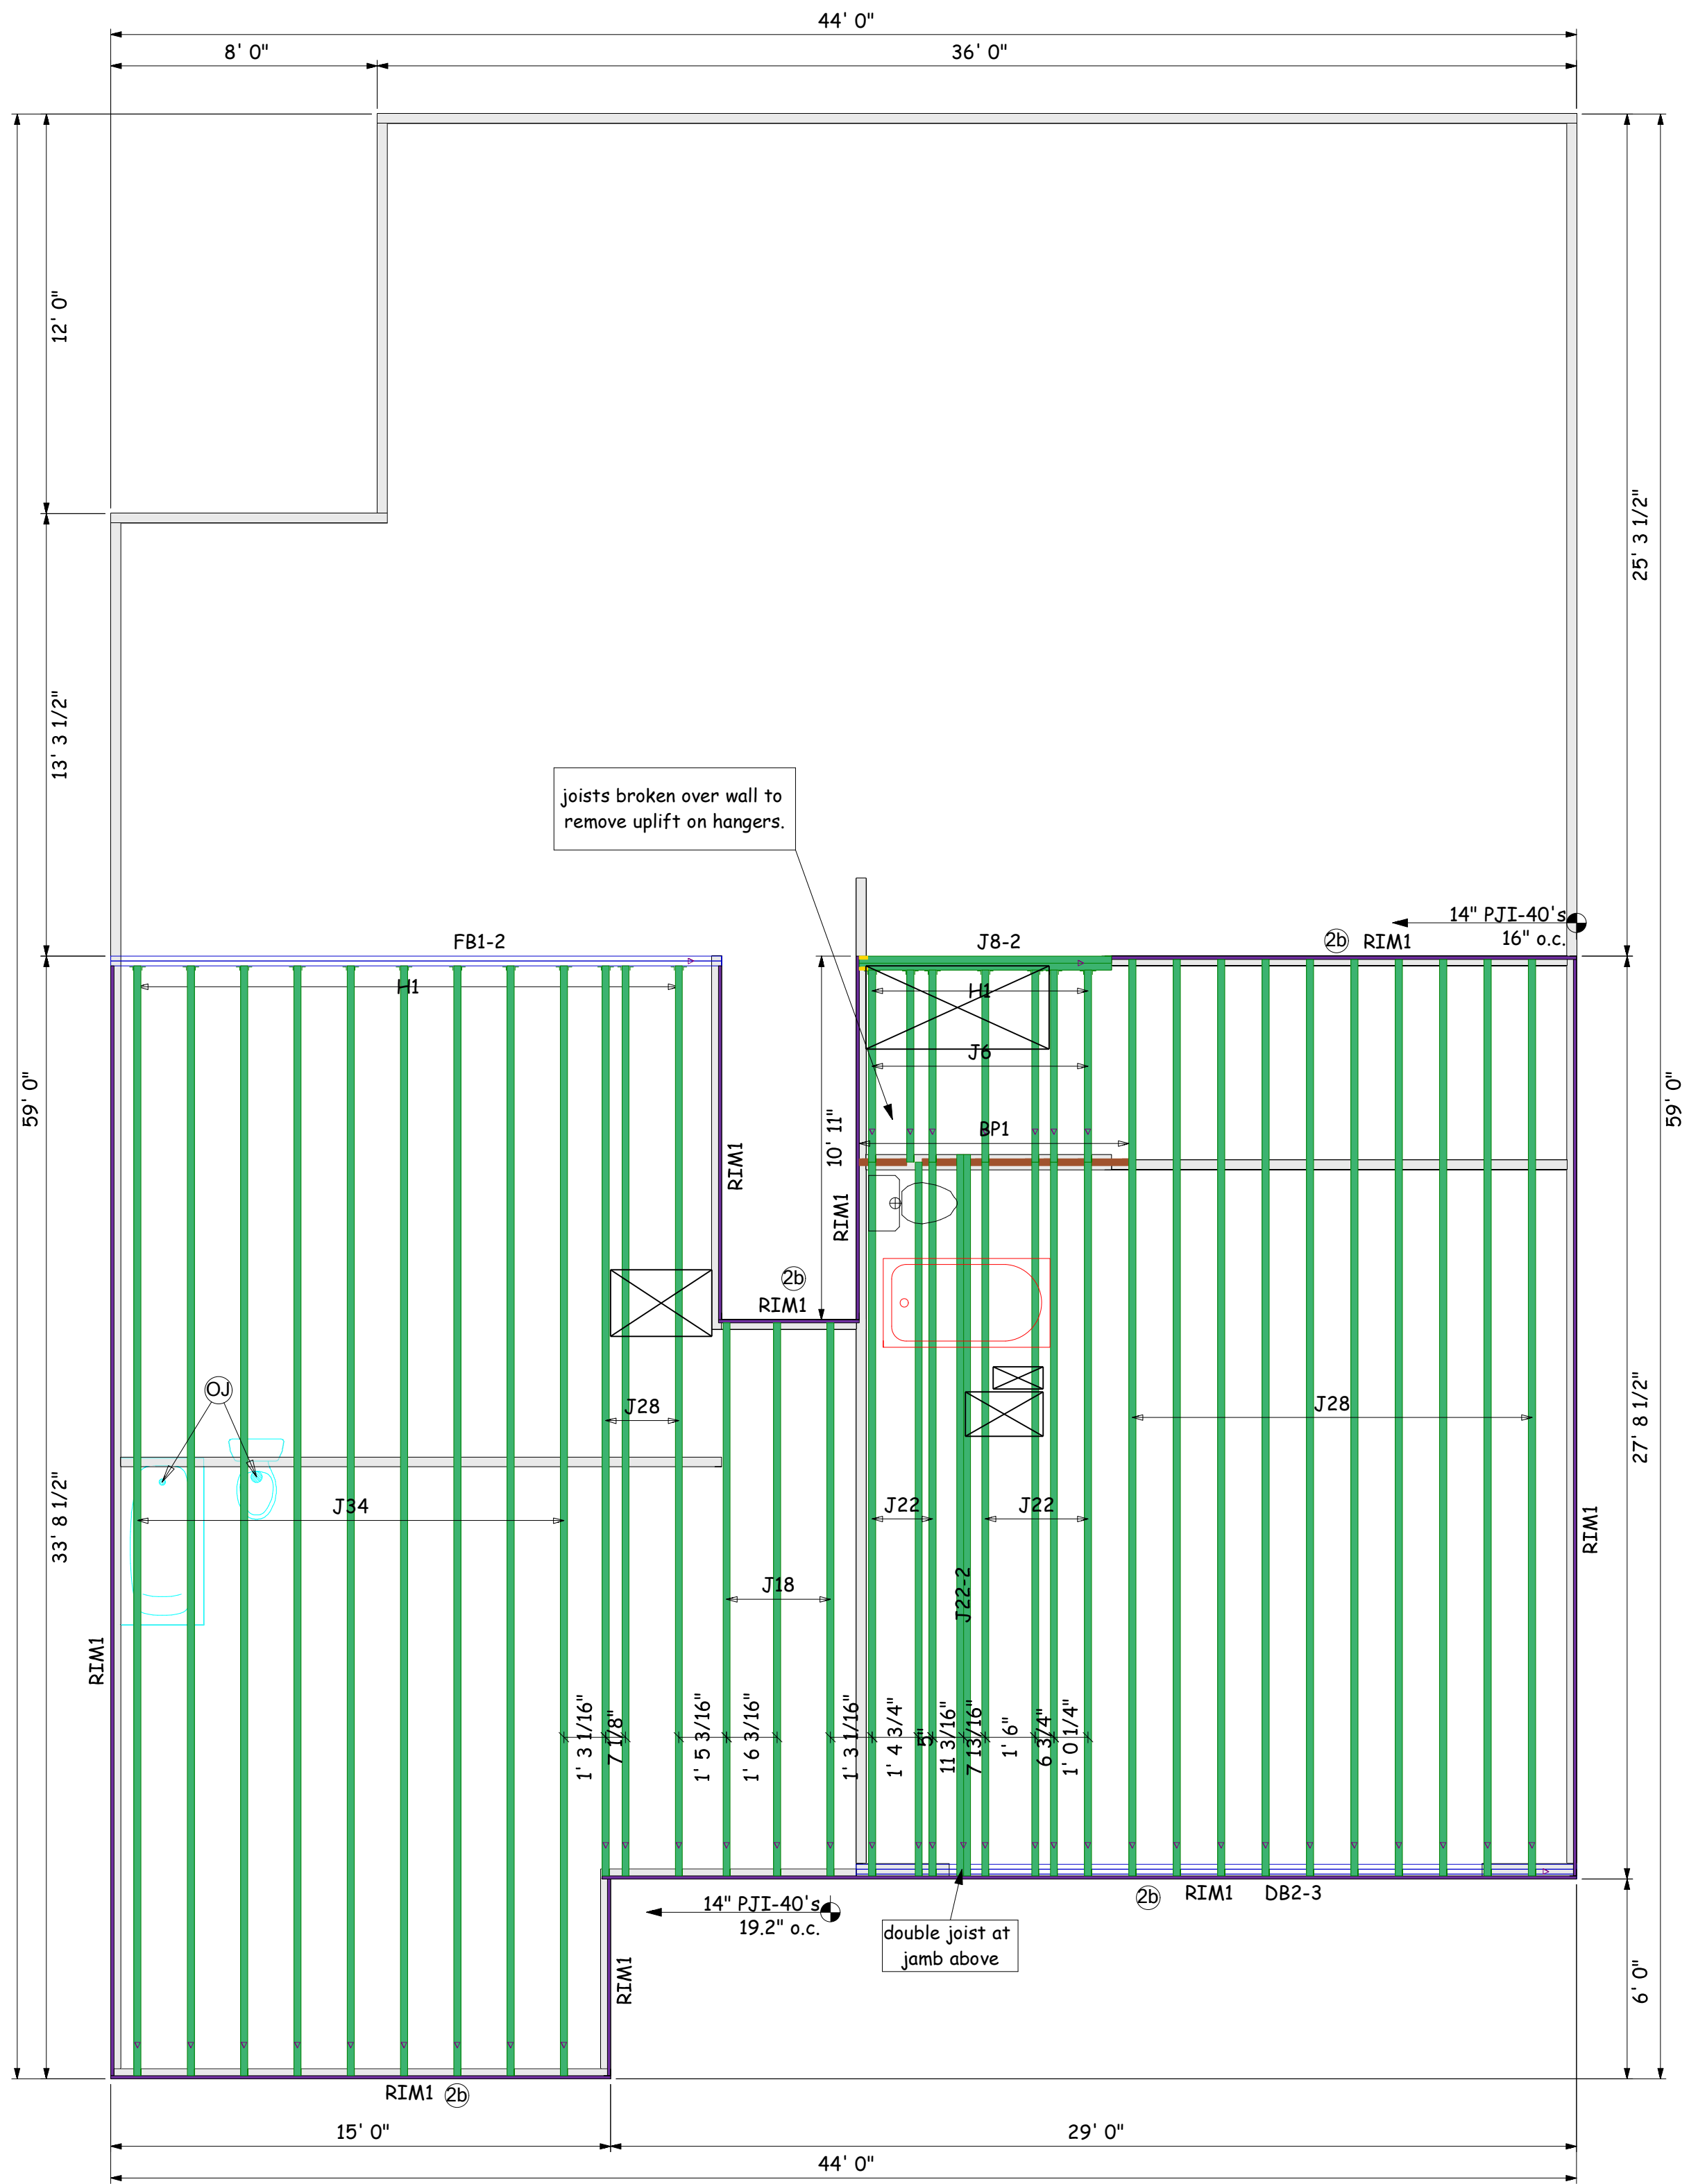 44' 0"
8' 0"
36' 0"
12' 0"
25' 3 1/2"
13' 3 1/2"
joists broken over wall to
remove uplift on hangers.
14" PJI-40's
16" o.c.
FB1-2
J8-2
2b
RIM1
H1
H1
J6
59' 0"
59' 0"
BP1
10' 11"
RIM1
RIM1
2b
RIM1
OJ
J28
J28
27' 8 1/2"
33' 8 1/2"
J34
J22
J22
RIM1
J18
J22-2
RIM1
1' 3 1/16"
7 1/8"
1' 5 3/16"
1' 6 3/16"
1' 3 1/16"
1' 4 3/4"
5"
11 3/16"
7 13/16"
1' 6"
6 3/4"
1' 0 1/4"
14" PJI-40's
19.2" o.c.
2b
RIM1
DB2-3
double joist at
jamb above
RIM1
6' 0"
RIM1
2b
15' 0"
29' 0"
44' 0"